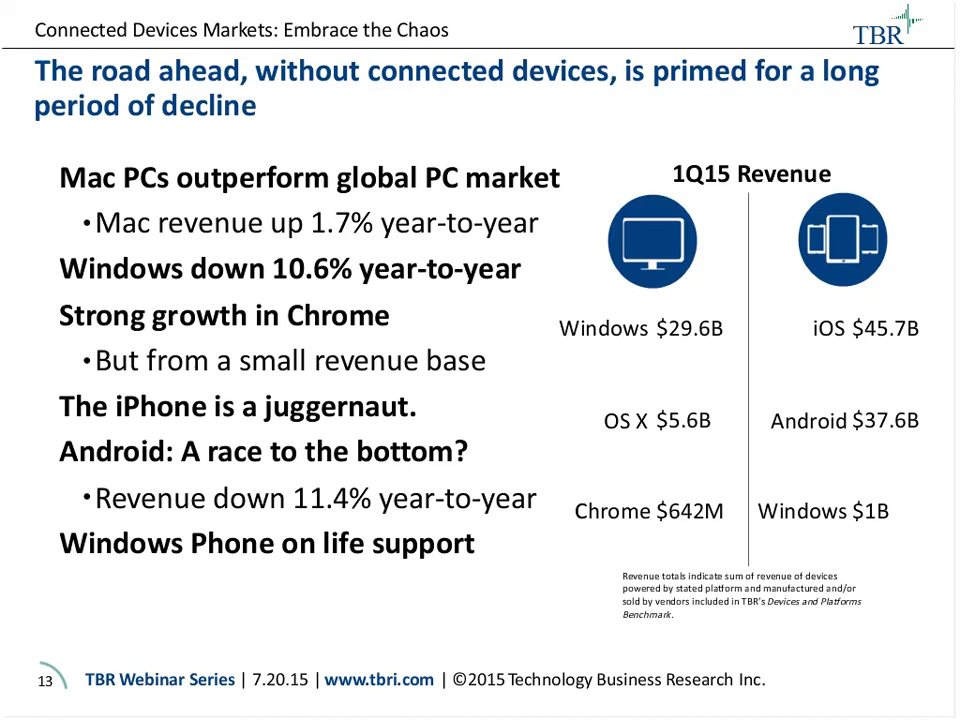 Connected Devices Markets: Embrace the Chaos
TBR
The road ahead, without connected devices, is primed for a long
period of decline
Mac PCs outperform global PC market
•Mac revenue up 1.7% year-to-year
Windows down 10.6% year-to-year
Strong growth in Chrome
•But from a small revenue base
The iPhone is a juggernaut.
Android: A race to the bottom?
•Revenue down 11.4% year-to-year
Windows Phone on life support
1Q15 Revenue
Windows $29.6B
iOS $45.7B
OS X $5.6B
Android $37.6B
Chrome $642M
Windows $1B
Revenue totals indicate sum of revenue of devices
powered by stated platform and manufactured and/or
sold by vendors included in TBR's Devices and Platforms
Benchmark.
13
TBR Webinar Series | 7.20.15 | www.tbri.com | ©2015 Technology Business Research Inc.